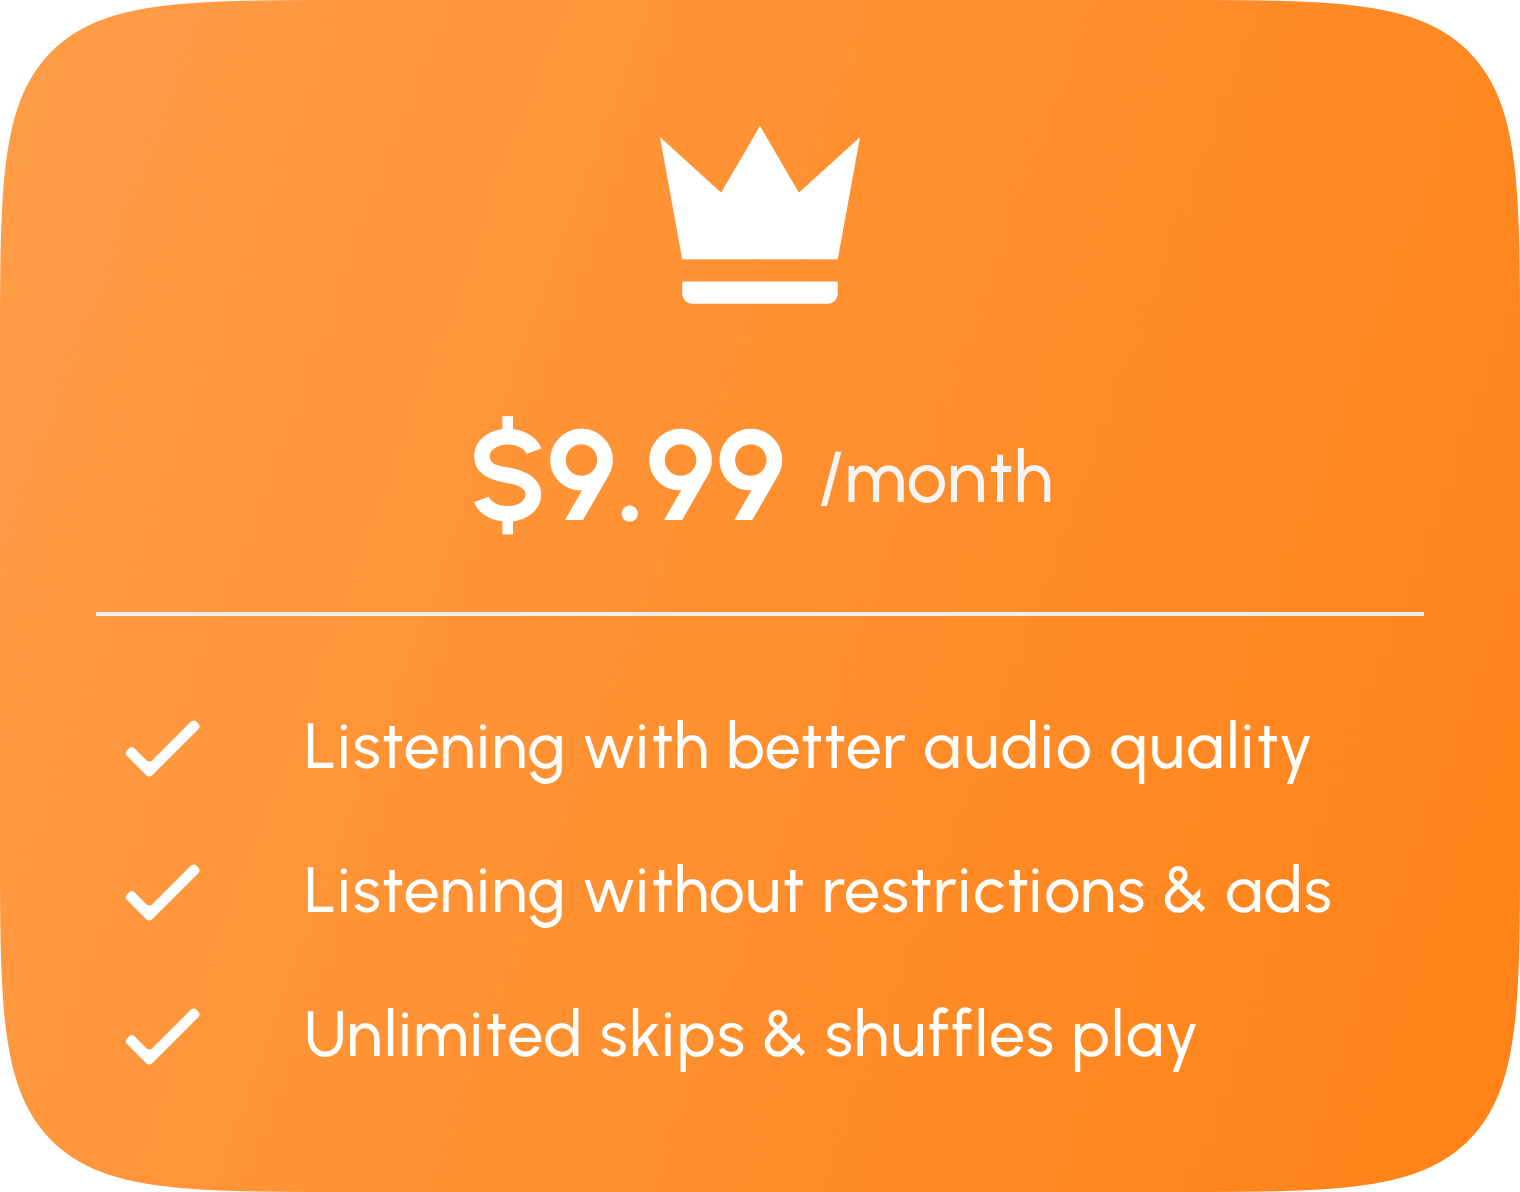 $9.99 /month
Listening with better audio quality
Listening without restrictions & ads
Unlimited skips & shuffles play